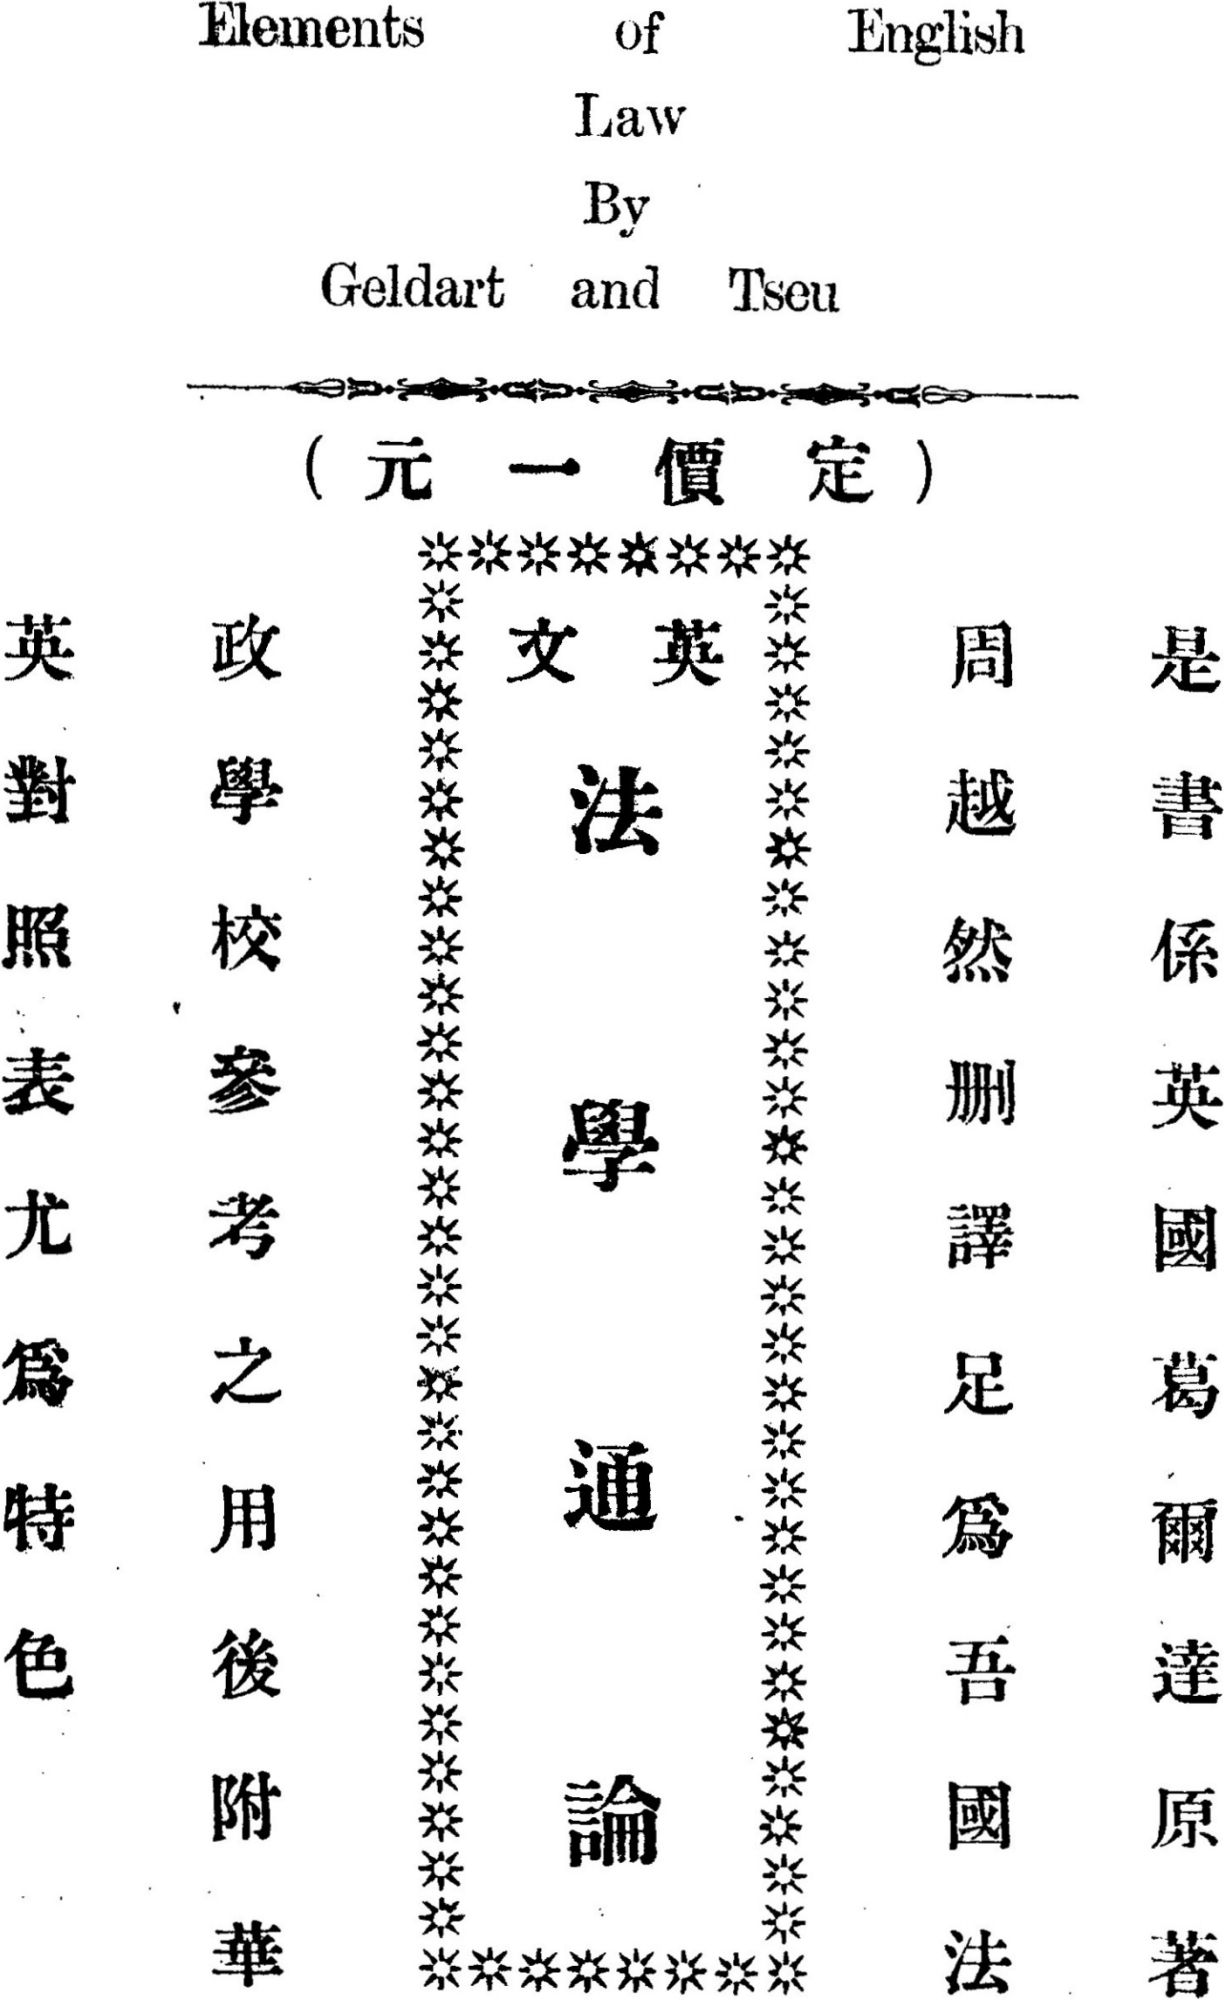 Elements of English
Law
By
Geldart and Tseu
（定價一元）
是書係英國葛爾達原著
周越然刪譯足爲吾國法
英文
法學通論
政學校參考之用後附華
英對照表尤爲特色